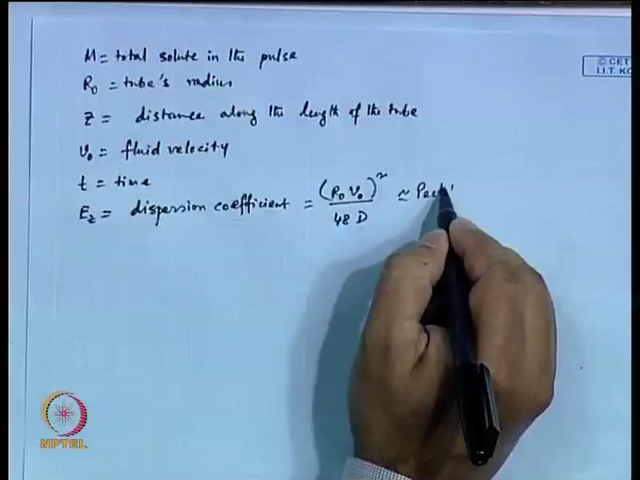 M = total solute in the pulse
R₀ = tube's radius
z = distance along the length of the tube
v₀ = fluid velocity
t = time
E_z = dispersion coefficient = (R₀ v₀)² / 48 D ≃
© CET
I.I.T. KG
NPTEL